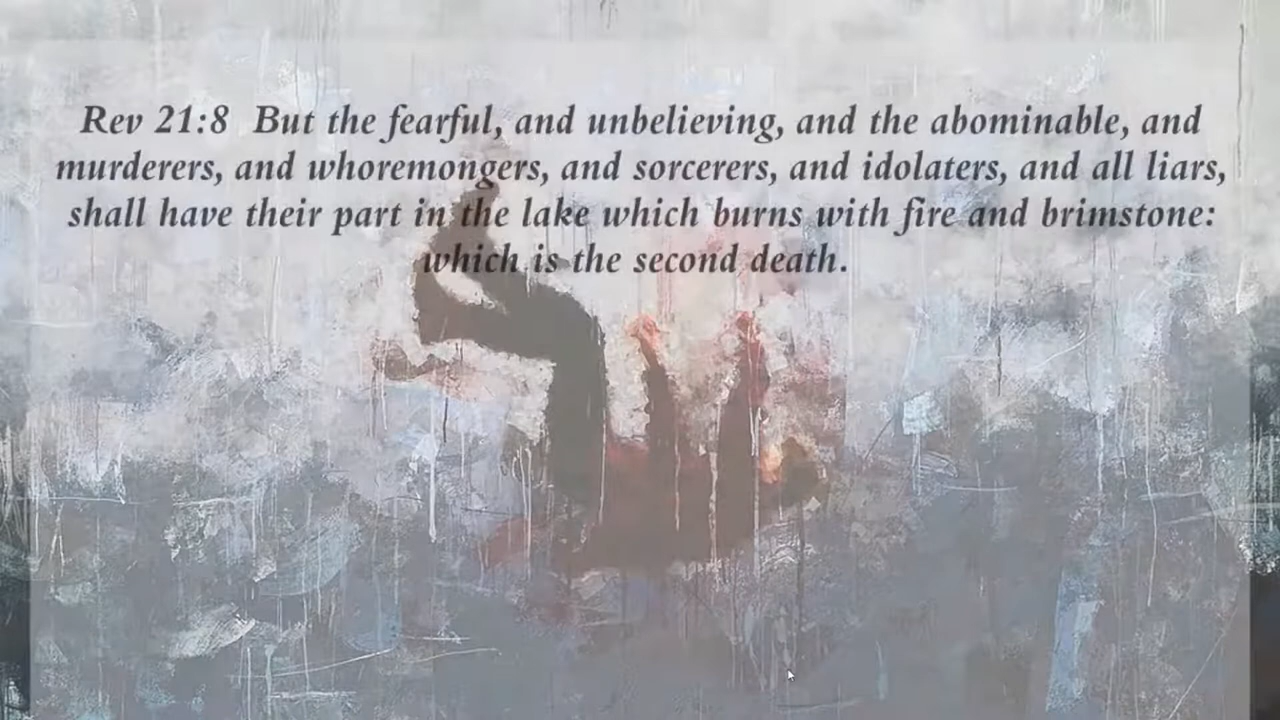 Rev 21:8  But the fearful, and unbelieving, and the abominable, and
murderers, and whoremongers, and sorcerers, and idolaters, and all liars,
shall have their part in the lake which burns with fire and brimstone:
which is the second death.